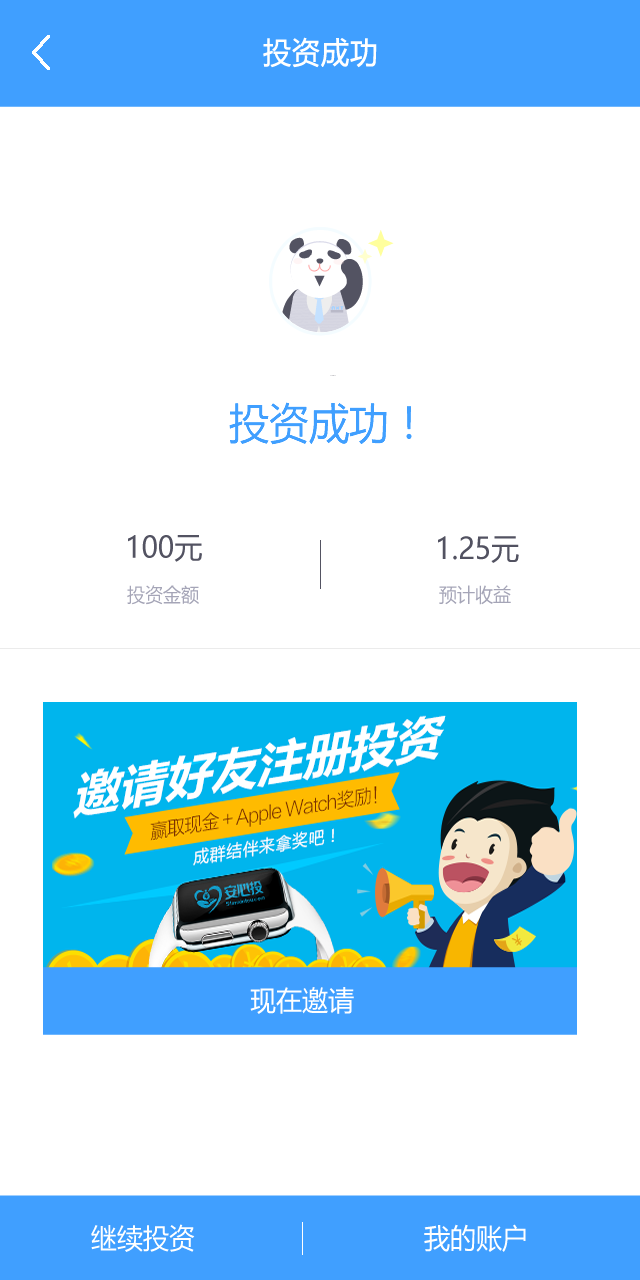 投资成功
投资成功！
100元
1.25元
投资金额
预计收益
邀请好友注册投资
赢取现金+Apple Watch奖励！
成群结伴来拿奖吧！
安心投
现在邀请
继续投资
我的账户